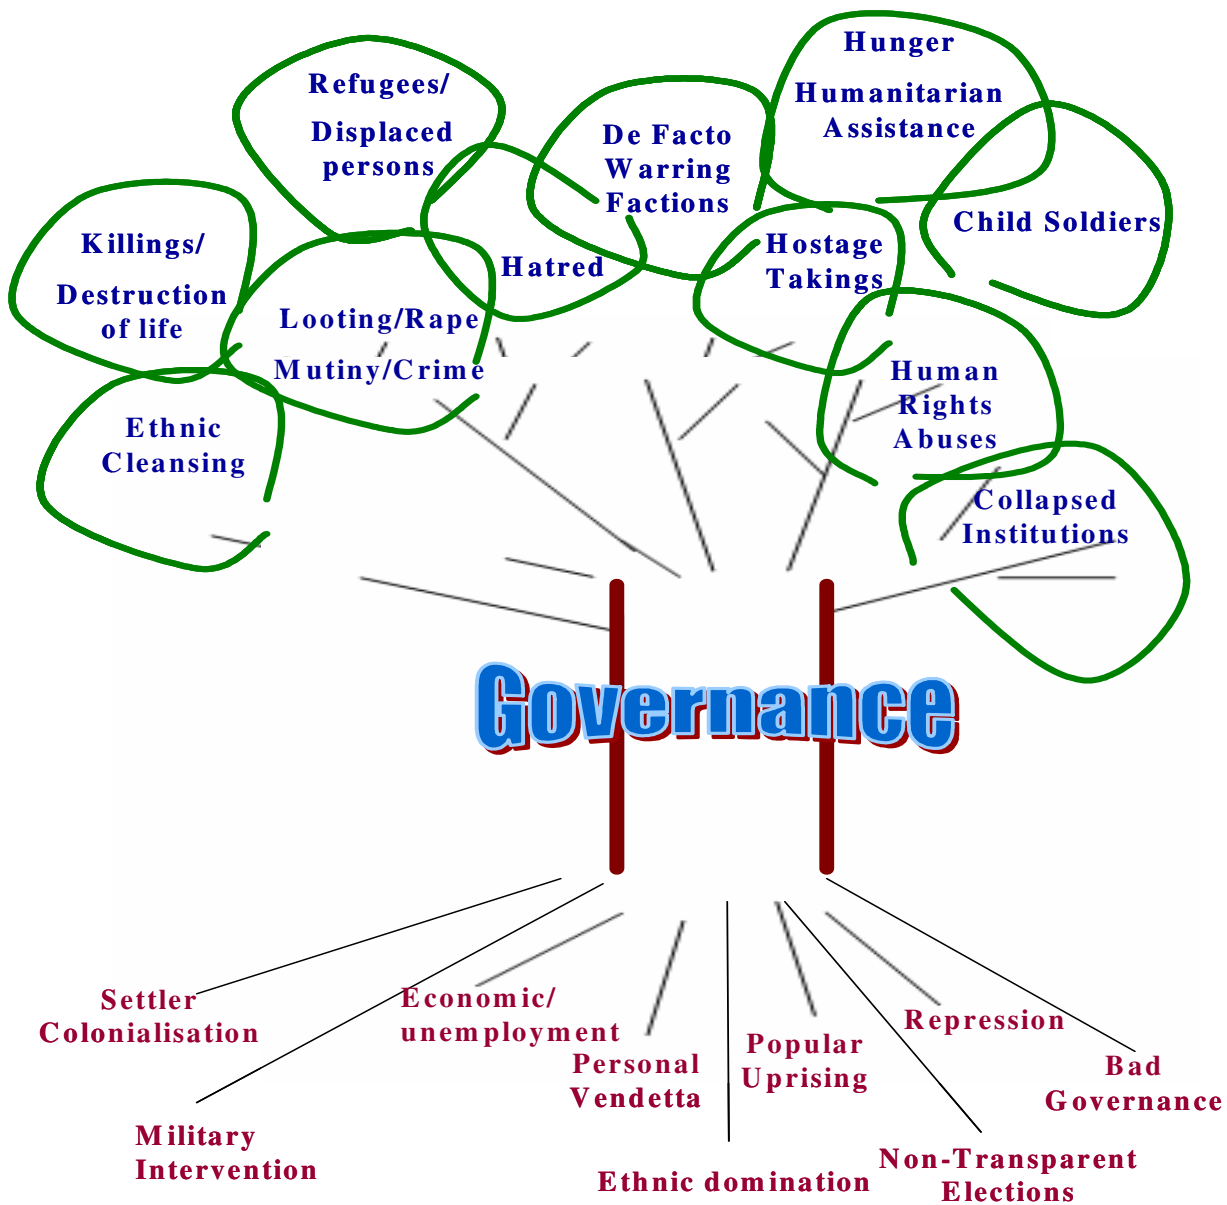 Hunger
Humanitarian
Assistance
Refugees/
Displaced
persons
De Facto
Warring
Factions
Child Soldiers
Killings/
Destruction
of life
Hatred
Hostage
Takings
Looting/Rape
Mutiny/Crime
Human
Rights
Abuses
Ethnic
Cleansing
Collapsed
Institutions
Governance
Settler
Colonialisation
Economic/
unemployment
Personal
Vendetta
Popular
Uprising
Repression
Bad
Governance
Military
Intervention
Ethnic domination
Non-Transparent
Elections